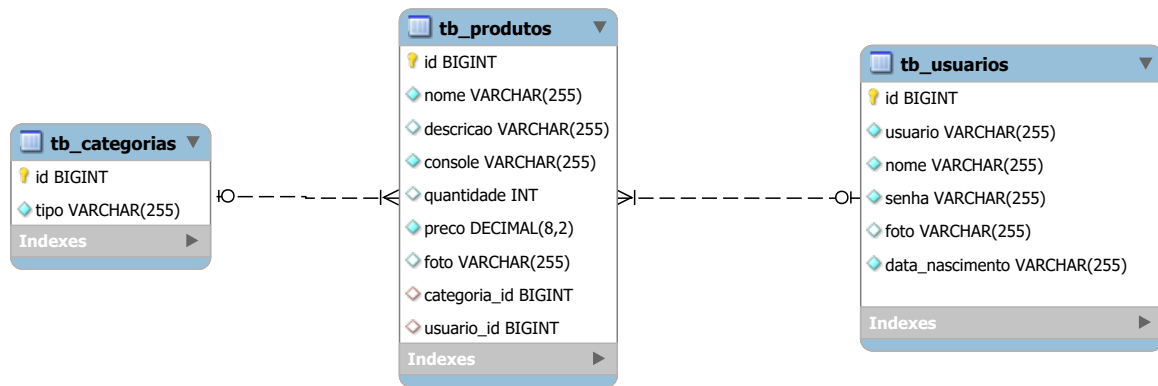 tb_categorias
id BIGINT
tipo VARCHAR(255)
Indexes
tb_produtos
id BIGINT
nome VARCHAR(255)
descricao VARCHAR(255)
console VARCHAR(255)
quantidade INT
preco DECIMAL(8,2)
foto VARCHAR(255)
categoria_id BIGINT
usuario_id BIGINT
Indexes
tb_usuarios
id BIGINT
usuario VARCHAR(255)
nome VARCHAR(255)
senha VARCHAR(255)
foto VARCHAR(255)
data_nascimento VARCHAR(255)
Indexes